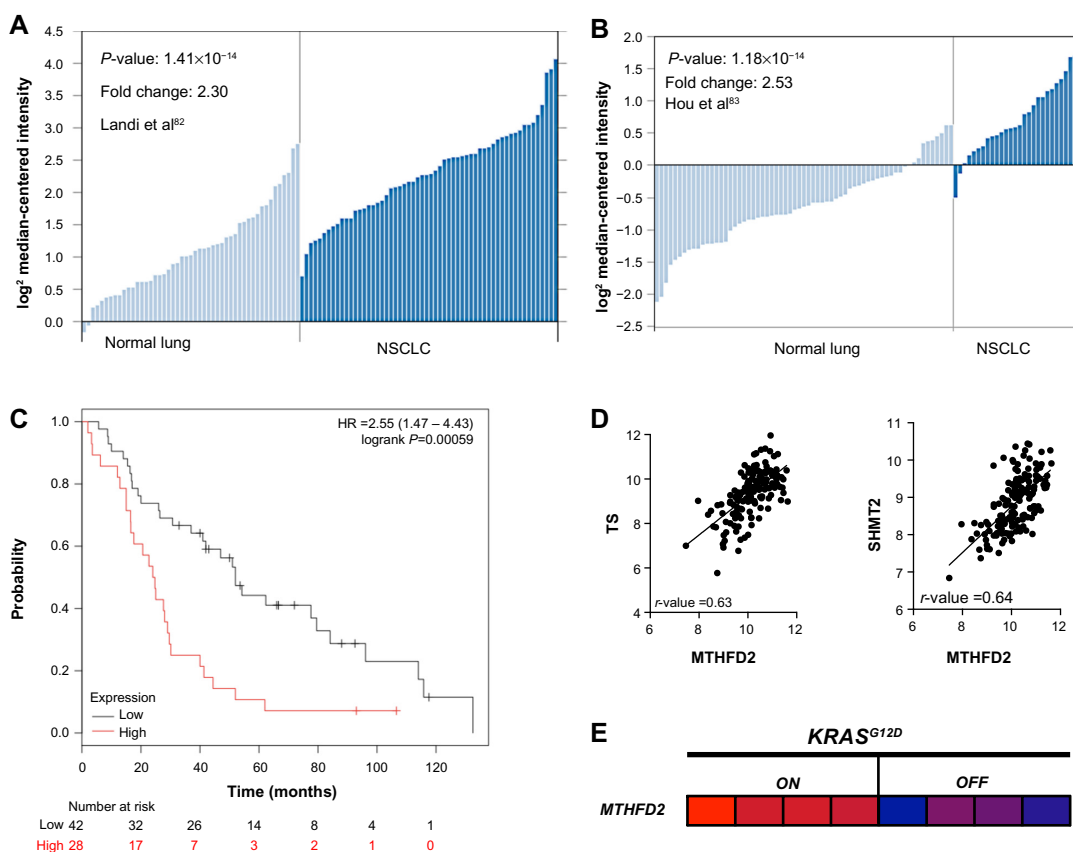 A
P-value: 1.41×10⁻¹⁴
Fold change: 2.30
Landi et al⁸²
log² median-centered intensity
4.5
4.0
3.5
3.0
2.5
2.0
1.5
1.0
0.5
0.0
Normal lung
NSCLC
B
P-value: 1.18×10⁻¹⁴
Fold change: 2.53
Hou et al⁸³
log² median-centered intensity
2.0
1.5
1.0
0.5
0.0
−0.5
−1.0
−1.5
−2.0
−2.5
Normal lung
NSCLC
C
HR =2.55 (1.47 – 4.43)
logrank P=0.00059
Probability
1.0
0.8
0.6
0.4
0.2
0.0
Expression
Low
High
0 20 40 60 80 100 120
Time (months)
Number at risk
Low 42 32 26 14 8 4 1
High 28 17 7 3 2 1 0
D
TS
12
10
8
6
4
r-value =0.63
6 8 10 12
MTHFD2
SHMT2
11
10
9
8
7
6
r-value =0.64
6 8 10 12
MTHFD2
E
KRAS^G12D
ON OFF
MTHFD2